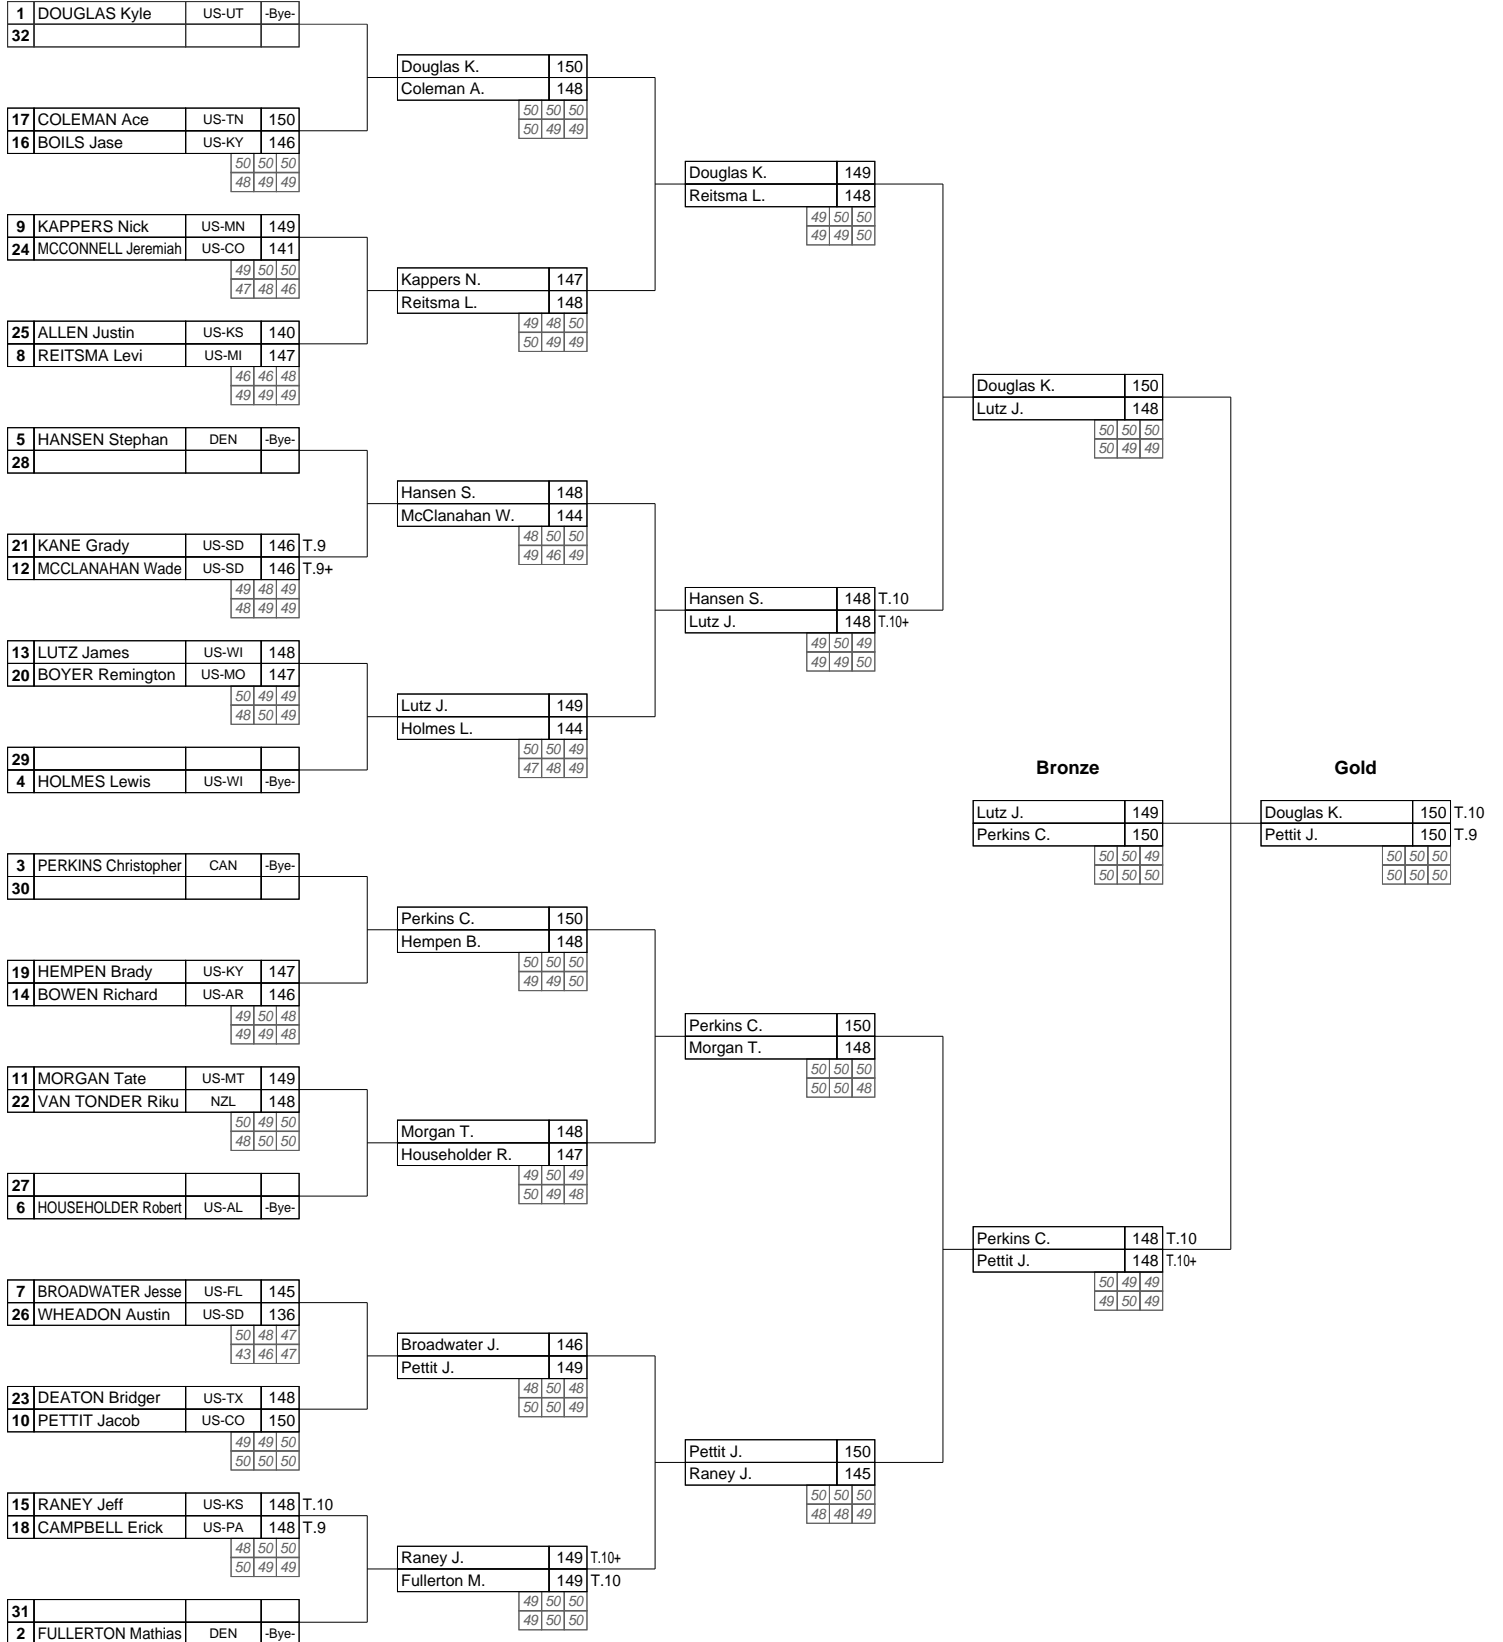 1 DOUGLAS Kyle US-UT -Bye-
32
17 COLEMAN Ace US-TN 150
16 BOILS Jase US-KY 146
50 50 50
48 49 49
9 KAPPERS Nick US-MN 149
24 MCCONNELL Jeremiah US-CO 141
49 50 50
47 48 46
25 ALLEN Justin US-KS 140
8 REITSMA Levi US-MI 147
46 46 48
49 49 49
5 HANSEN Stephan DEN -Bye-
28
21 KANE Grady US-SD 146 T.9
12 MCCLANAHAN Wade US-SD 146 T.9+
49 48 49
48 49 49
13 LUTZ James US-WI 148
20 BOYER Remington US-MO 147
50 49 49
48 50 49
29
4 HOLMES Lewis US-WI -Bye-
3 PERKINS Christopher CAN -Bye-
30
19 HEMPEN Brady US-KY 147
14 BOWEN Richard US-AR 146
49 50 48
49 49 48
11 MORGAN Tate US-MT 149
22 VAN TONDER Riku NZL 148
50 49 50
48 50 50
27
6 HOUSEHOLDER Robert US-AL -Bye-
7 BROADWATER Jesse US-FL 145
26 WHEADON Austin US-SD 136
50 48 47
43 46 47
23 DEATON Bridger US-TX 148
10 PETTIT Jacob US-CO 150
49 49 50
50 50 50
15 RANEY Jeff US-KS 148 T.10
18 CAMPBELL Erick US-PA 148 T.9
48 50 50
50 49 49
31
2 FULLERTON Mathias DEN -Bye-
Douglas K. 150
Coleman A. 148
50 50 50
50 49 49
Kappers N. 147
Reitsma L. 148
49 48 50
50 49 49
Hansen S. 148
McClanahan W. 144
48 50 50
49 46 49
Lutz J. 149
Holmes L. 144
50 50 49
47 48 49
Perkins C. 150
Hempen B. 148
50 50 50
49 49 50
Morgan T. 148
Householder R. 147
49 50 49
50 49 48
Broadwater J. 146
Pettit J. 149
48 50 48
50 50 49
Raney J. 149 T.10+
Fullerton M. 149 T.10
49 50 50
49 50 50
Douglas K. 149
Reitsma L. 148
49 50 50
49 49 50
Hansen S. 148 T.10
Lutz J. 148 T.10+
49 50 49
49 49 50
Perkins C. 150
Morgan T. 148
50 50 50
50 50 48
Pettit J. 150
Raney J. 145
50 50 50
48 48 49
Douglas K. 150
Lutz J. 148
50 50 50
50 49 49
Perkins C. 148 T.10
Pettit J. 148 T.10+
50 49 49
49 50 49
Bronze
Lutz J. 149
Perkins C. 150
50 50 49
50 50 50
Gold
Douglas K. 150 T.10
Pettit J. 150 T.9
50 50 50
50 50 50